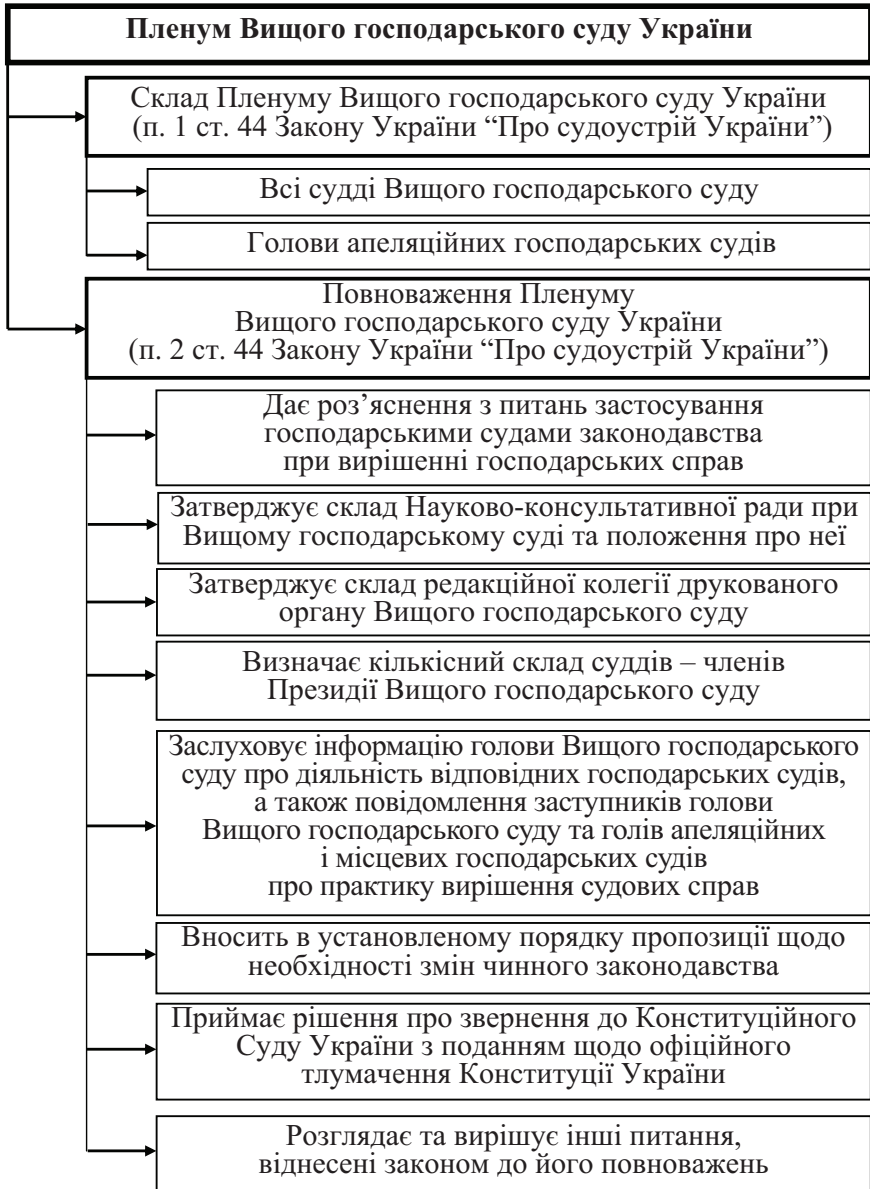 Пленум Вищого господарського суду України
Склад Пленуму Вищого господарського суду України
(п. 1 ст. 44 Закону України “Про судоустрій України”)
Всі судді Вищого господарського суду
Голови апеляційних господарських судів
Повноваження Пленуму
Вищого господарського суду України
(п. 2 ст. 44 Закону України “Про судоустрій України”)
Дає роз’яснення з питань застосування
господарськими судами законодавства
при вирішенні господарських справ
Затверджує склад Науково-консультативної ради при
Вищому господарському суді та положення про неї
Затверджує склад редакційної колегії друкованого
органу Вищого господарського суду
Визначає кількісний склад суддів – членів
Президії Вищого господарського суду
Заслуховує інформацію голови Вищого господарського
суду про діяльність відповідних господарських судів,
а також повідомлення заступників голови
Вищого господарського суду та голів апеляційних
і місцевих господарських судів
про практику вирішення судових справ
Вносить в установленому порядку пропозиції щодо
необхідності змін чинного законодавства
Приймає рішення про звернення до Конституційного
Суду України з поданням щодо офіційного
тлумачення Конституції України
Розглядає та вирішує інші питання,
віднесені законом до його повноважень